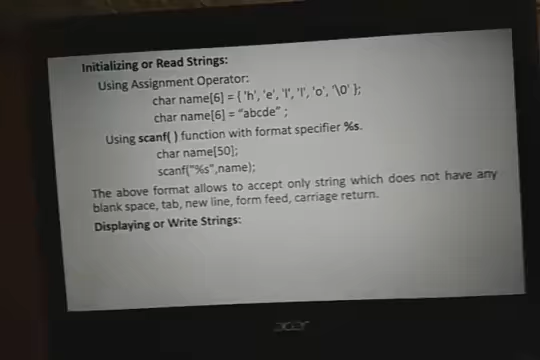 Initializing or Read Strings:
Using Assignment Operator:
char name[6] = { 'h', 'e', 'l', 'l', 'o', '\0' };
char name[6] = "abcde" ;
Using scanf( ) function with format specifier %s.
char name[50];
scanf("%s",name);
The above format allows to accept only string which does not have any
blank space, tab, new line, form feed, carriage return.
Displaying or Write Strings:
acer